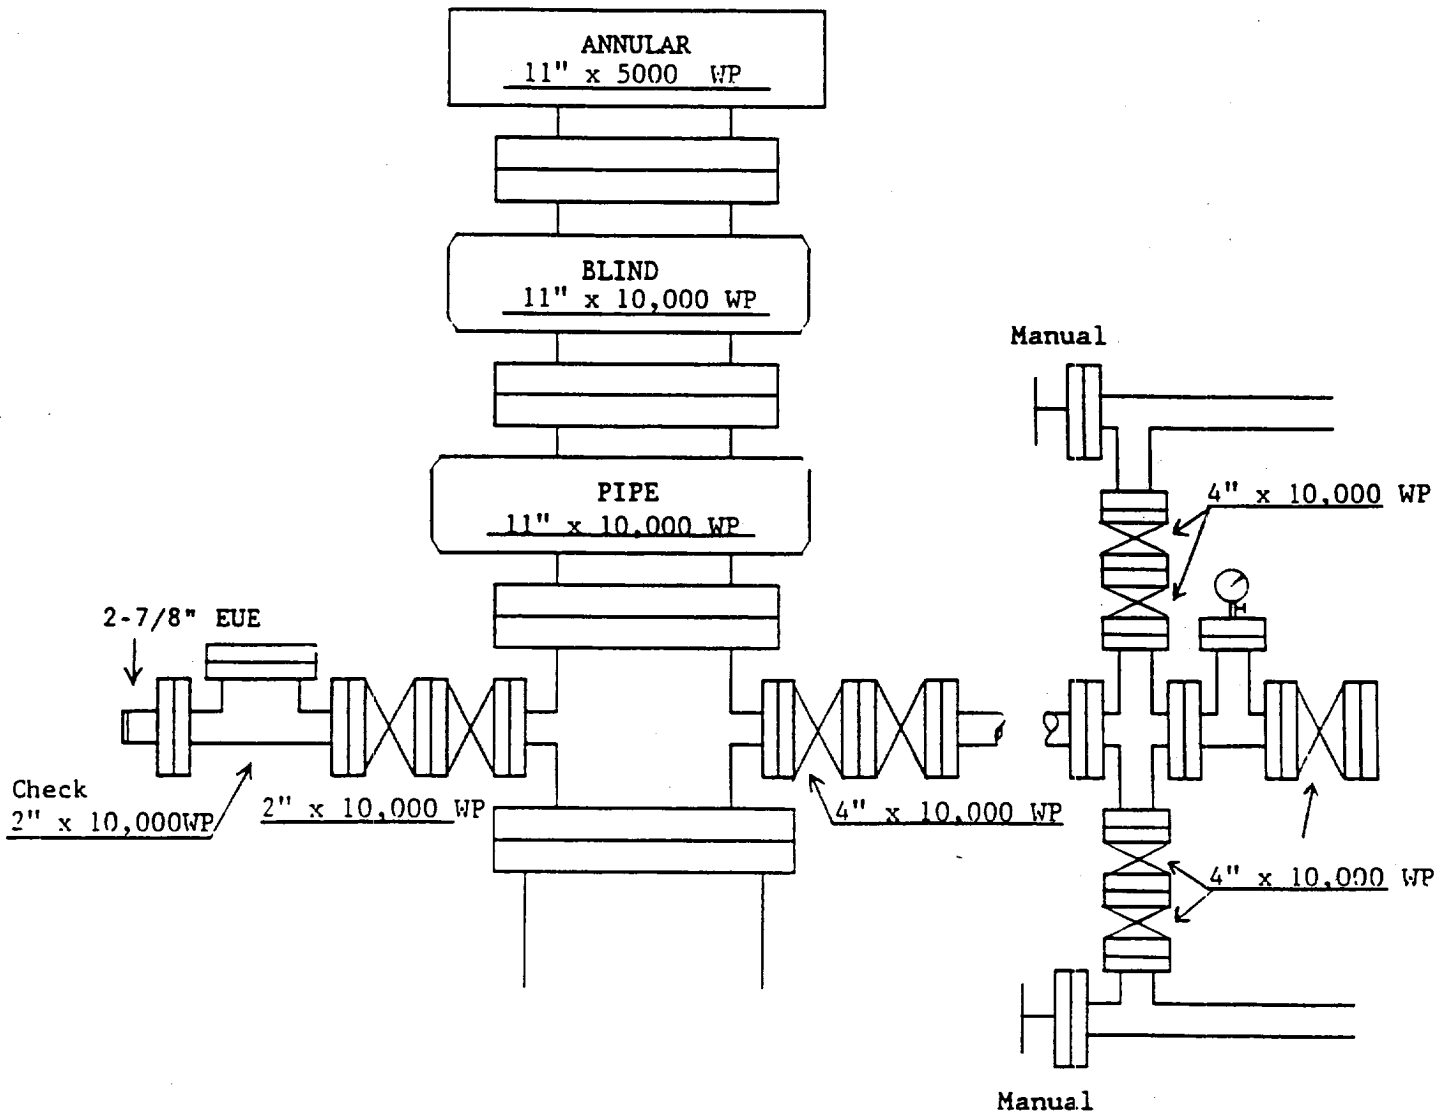 ANNULAR
11" x 5000 WP
BLIND
11" x 10,000 WP
Manual
PIPE
11" x 10,000 WP
4" x 10,000 WP
2-7/8" EUE
Check
2" x 10,000WP
2" x 10,000 WP
4" x 10,000 WP
4" x 10,000 WP
Manual